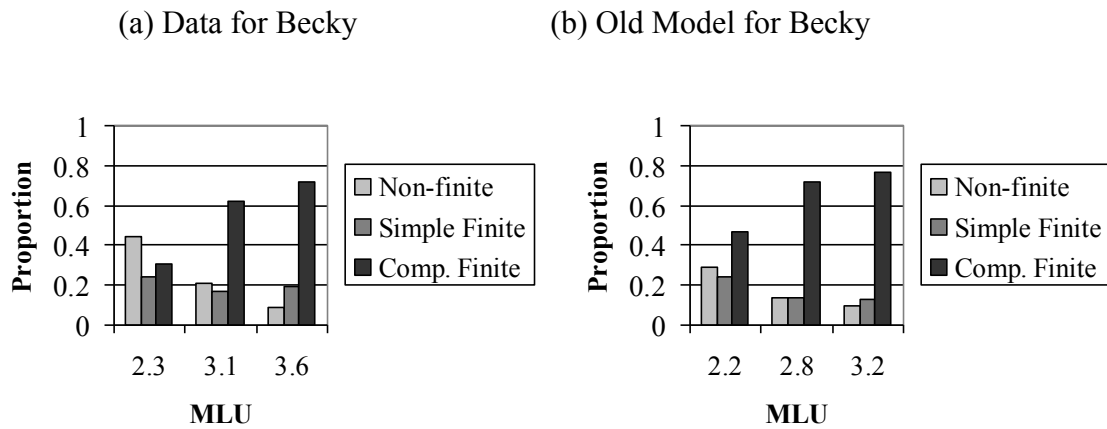 (a) Data for Becky
(b) Old Model for Becky
Proportion
1
0.8
0.6
0.4
0.2
0
2.3 3.1 3.6
MLU
Non-finite
Simple Finite
Comp. Finite
Proportion
1
0.8
0.6
0.4
0.2
0
2.2 2.8 3.2
MLU
Non-finite
Simple Finite
Comp. Finite